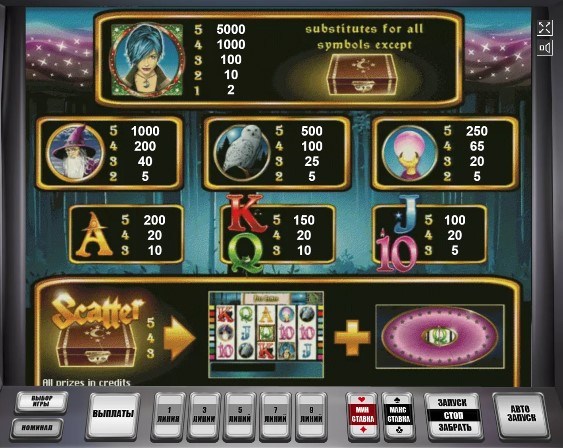 5 5000
4 1000
3 100
2 10
1 2
substitutes for all
symbols except
5 1000
4 200
3 40
2 5
5 500
4 100
3 25
2 5
5 250
4 65
3 20
2 5
A
5 200
4 20
3 10
K
Q
5 150
4 20
3 10
J
10
5 100
4 20
3 5
Scatter
5
4
3
All prizes in credits
ВЫБОР
ИГРЫ
НОМИНАЛ
ВЫПЛАТЫ
1
ЛИНИЯ
3
ЛИНИИ
5
ЛИНИЙ
7
ЛИНИЙ
9
ЛИНИЙ
МИН
СТАВКА
МАКС
СТАВКА
ЗАПУСК
СТОП
ЗАБРАТЬ
АВТО
ЗАПУСК